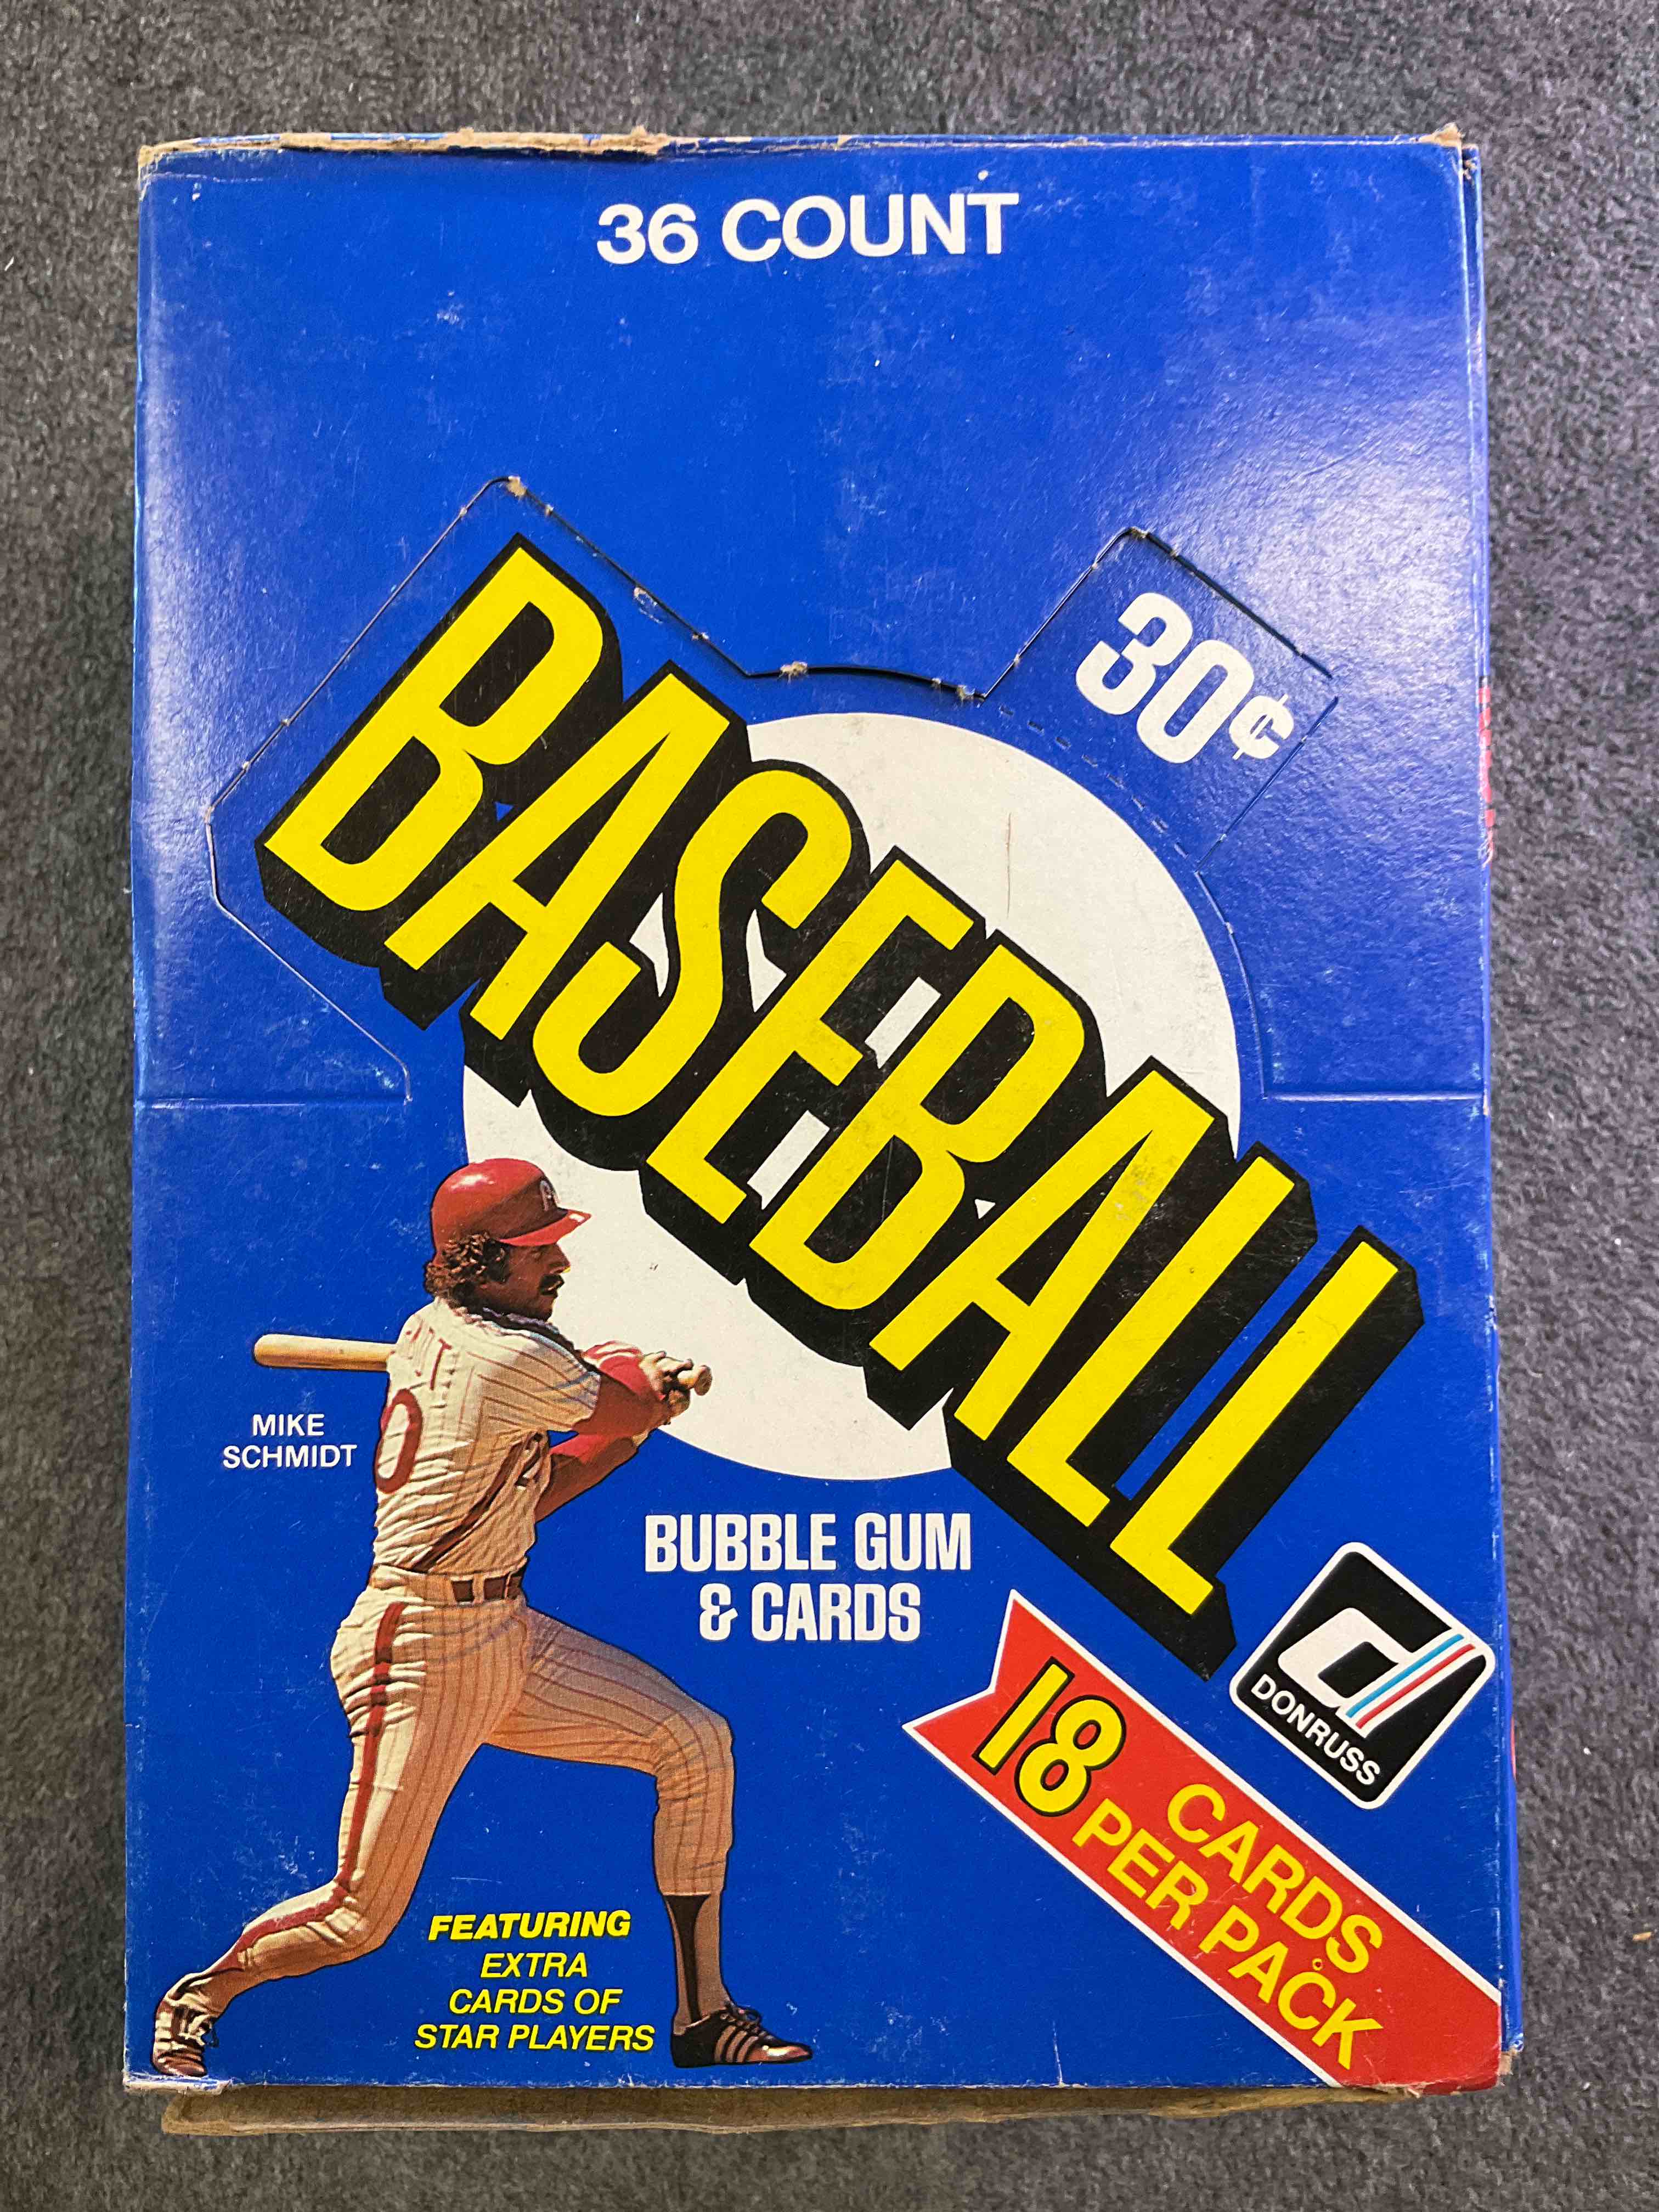 36 COUNT
30¢
BASEBALL
MIKE
SCHMIDT
BUBBLE GUM
& CARDS
DONRUSS
18 CARDS
PER PACK
FEATURING
EXTRA
CARDS OF
STAR PLAYERS